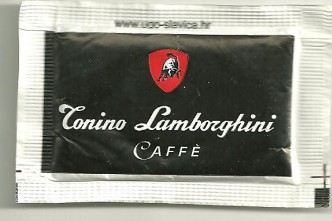 www.ugo-slavica.hr
Tonino Lamborghini
CAFFÈ